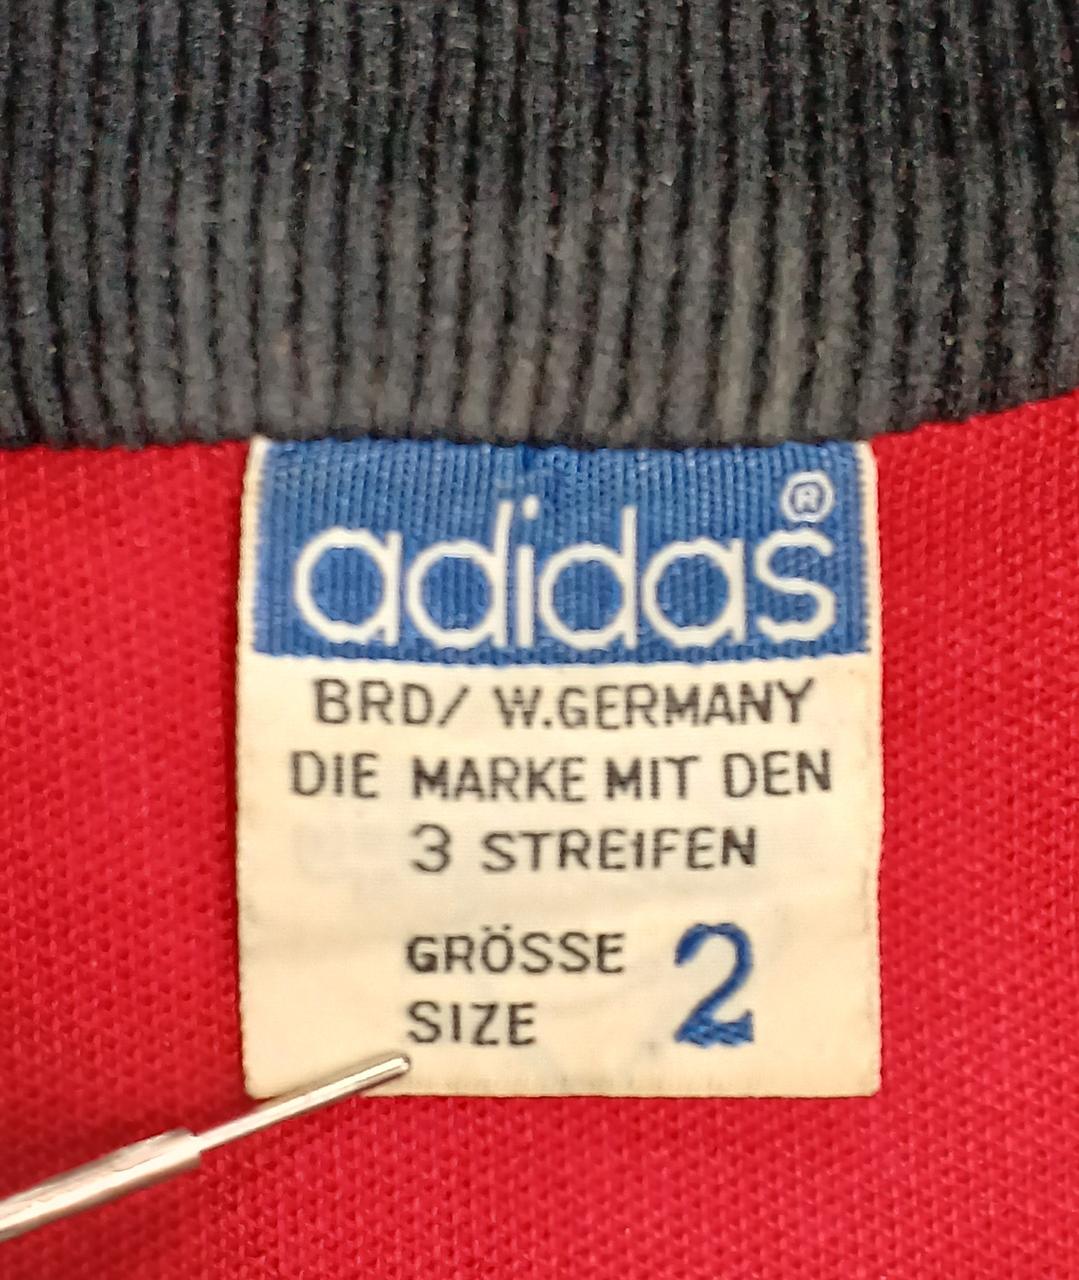 adidas®
BRD/ W.GERMANY
DIE MARKE MIT DEN
3 STREIFEN
GRÖSSE 2
SIZE